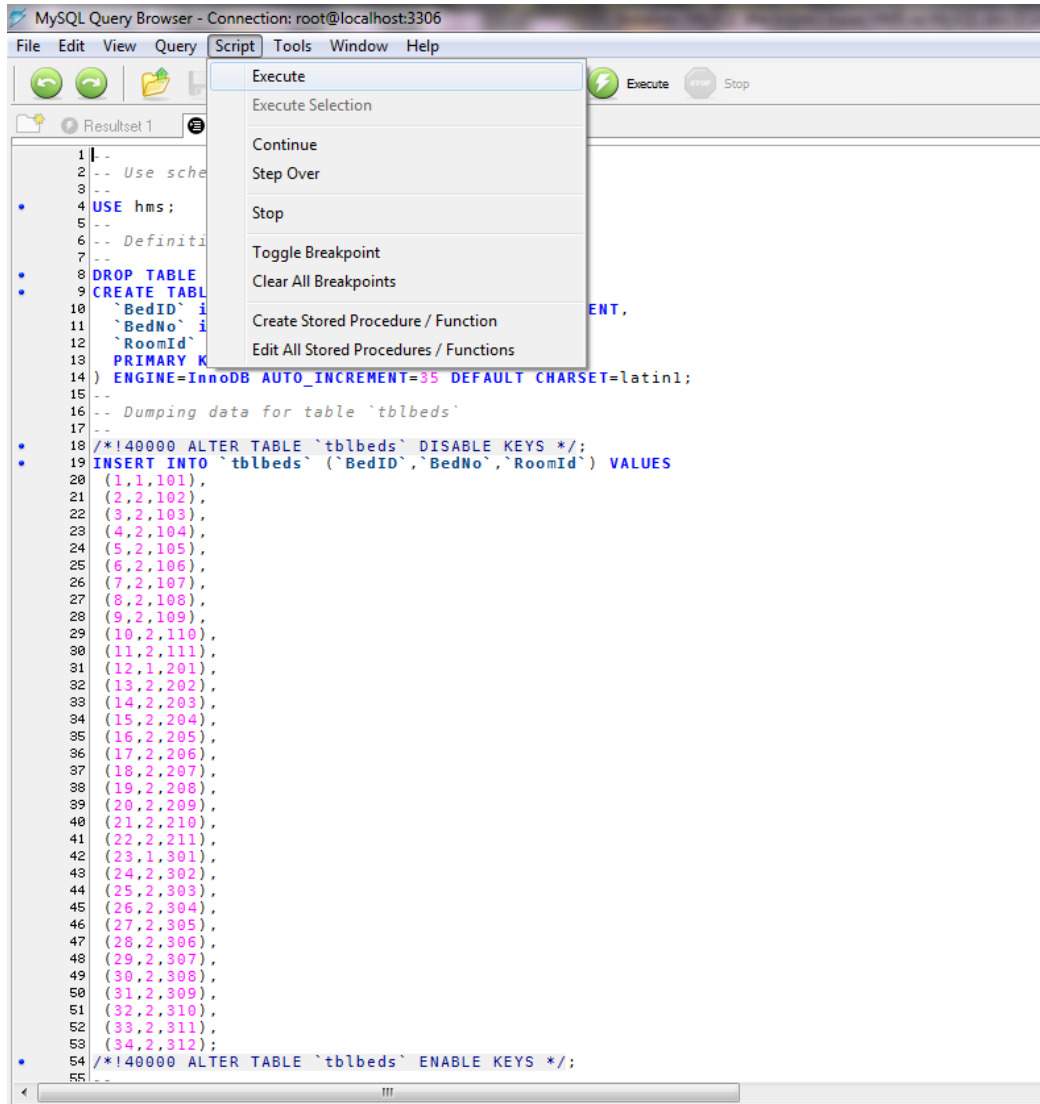 MySQL Query Browser - Connection: root@localhost:3306
File Edit View Query Script Tools Window Help
Execute
STOP Stop
Resultset 1
Execute
Execute Selection
Continue
Step Over
Stop
Toggle Breakpoint
Clear All Breakpoints
Create Stored Procedure / Function
Edit All Stored Procedures / Functions
1 --
2 -- Use sche
3 --
4 USE hms;
5 --
6 -- Definiti
7 --
8 DROP TABLE
9 CREATE TABL
10 `BedID` i ENT,
11 `BedNo` i
12 `RoomId`
13 PRIMARY K
14 ) ENGINE=InnoDB AUTO_INCREMENT=35 DEFAULT CHARSET=latin1;
15 --
16 -- Dumping data for table `tblbeds`
17 --
18 /*!40000 ALTER TABLE `tblbeds` DISABLE KEYS */;
19 INSERT INTO `tblbeds` (`BedID`,`BedNo`,`RoomId`) VALUES
20 (1,1,101),
21 (2,2,102),
22 (3,2,103),
23 (4,2,104),
24 (5,2,105),
25 (6,2,106),
26 (7,2,107),
27 (8,2,108),
28 (9,2,109),
29 (10,2,110),
30 (11,2,111),
31 (12,1,201),
32 (13,2,202),
33 (14,2,203),
34 (15,2,204),
35 (16,2,205),
36 (17,2,206),
37 (18,2,207),
38 (19,2,208),
39 (20,2,209),
40 (21,2,210),
41 (22,2,211),
42 (23,1,301),
43 (24,2,302),
44 (25,2,303),
45 (26,2,304),
46 (27,2,305),
47 (28,2,306),
48 (29,2,307),
49 (30,2,308),
50 (31,2,309),
51 (32,2,310),
52 (33,2,311),
53 (34,2,312);
54 /*!40000 ALTER TABLE `tblbeds` ENABLE KEYS */;
55 --